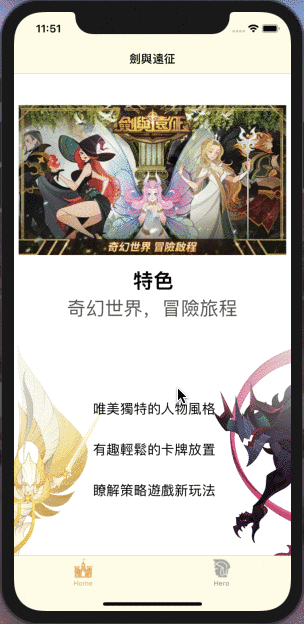 11:51
劍與遠征
劍與遠征
奇幻世界 冒險啟程
特色
奇幻世界，冒險旅程
唯美獨特的人物風格
有趣輕鬆的卡牌放置
瞭解策略遊戲新玩法
Home
Hero